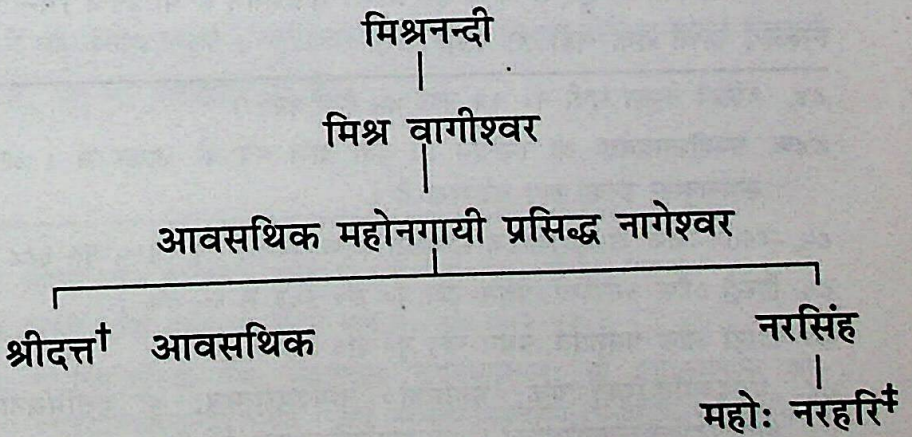 मिश्रनन्दी
मिश्र वागीश्वर
आवसथिक महोनगायी प्रसिद्ध नागेश्वर
श्रीदत्त† आवसथिक
नरसिंह
महोः नरहरि‡